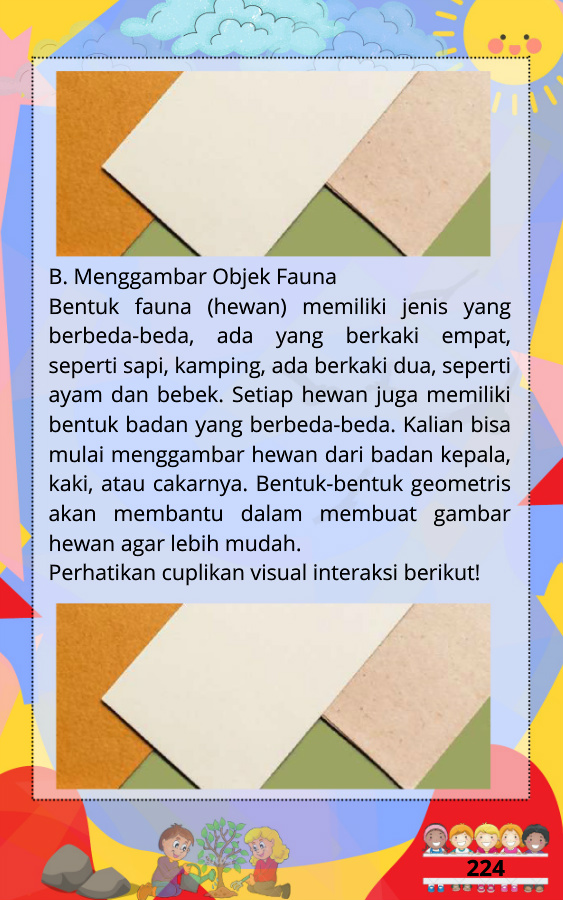 B. Menggambar Objek Fauna
Bentuk fauna (hewan) memiliki jenis yang
berbeda-beda, ada yang berkaki empat,
seperti sapi, kamping, ada berkaki dua, seperti
ayam dan bebek. Setiap hewan juga memiliki
bentuk badan yang berbeda-beda. Kalian bisa
mulai menggambar hewan dari badan kepala,
kaki, atau cakarnya. Bentuk-bentuk geometris
akan membantu dalam membuat gambar
hewan agar lebih mudah.
Perhatikan cuplikan visual interaksi berikut!
224